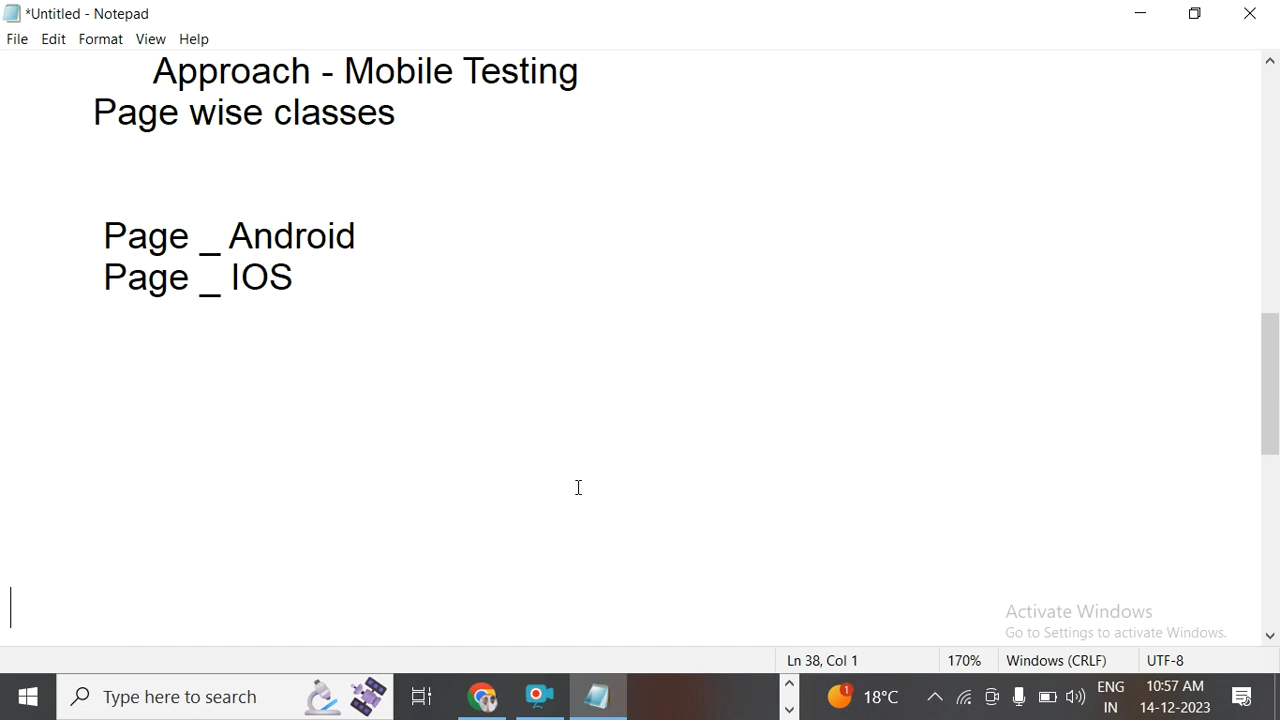 *Untitled - Notepad
File Edit Format View Help
Approach - Mobile Testing
Page wise classes
Page _ Android
Page _ IOS
Activate Windows
Go to Settings to activate Windows.
Ln 38, Col 1 170% Windows (CRLF) UTF-8
Type here to search 1 18°C ENG 10:57 AM
IN 14-12-2023